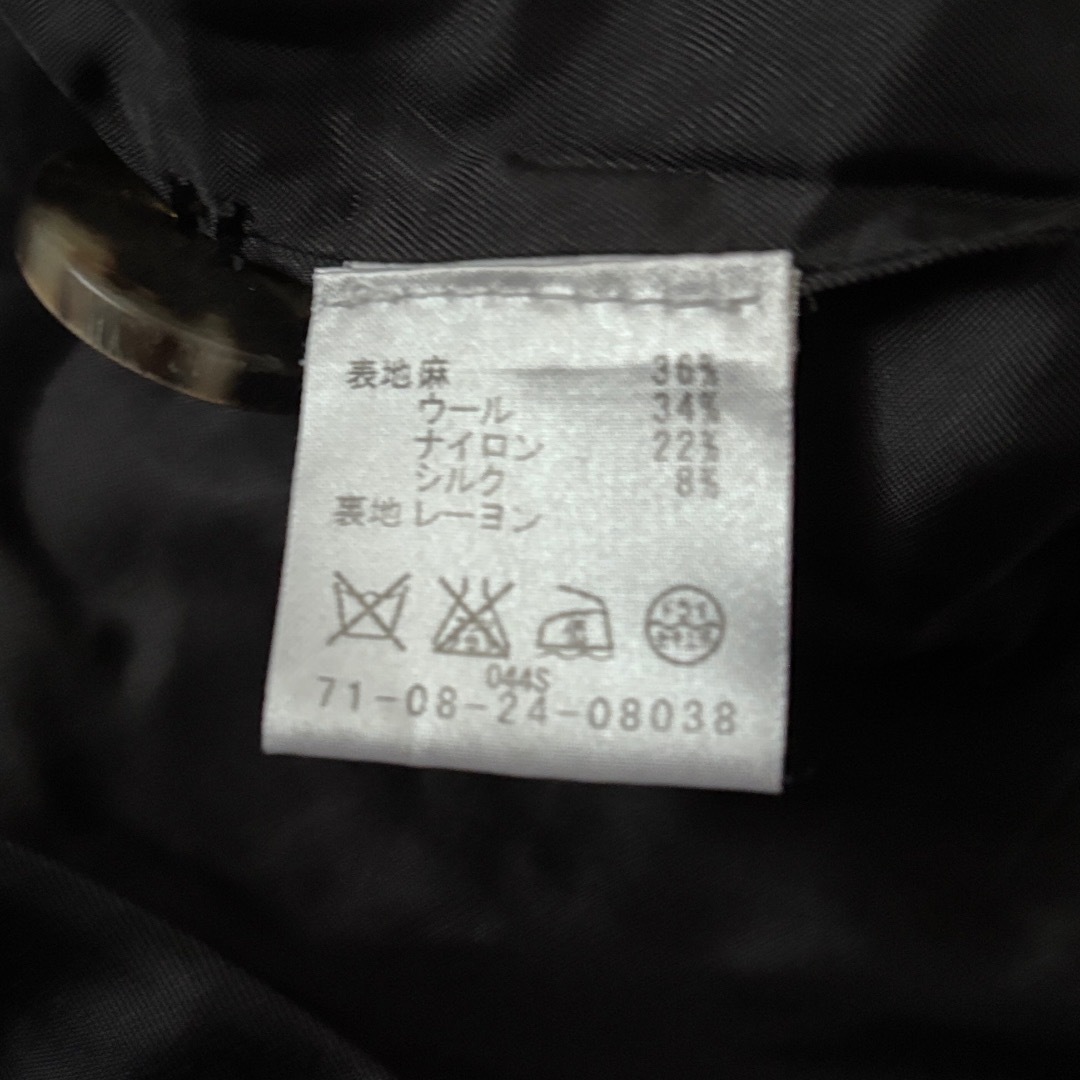 表地 麻 36%
ウール 34%
ナイロン 22%
シルク 8%
裏地 レーヨン
044S
71-08-24-08038